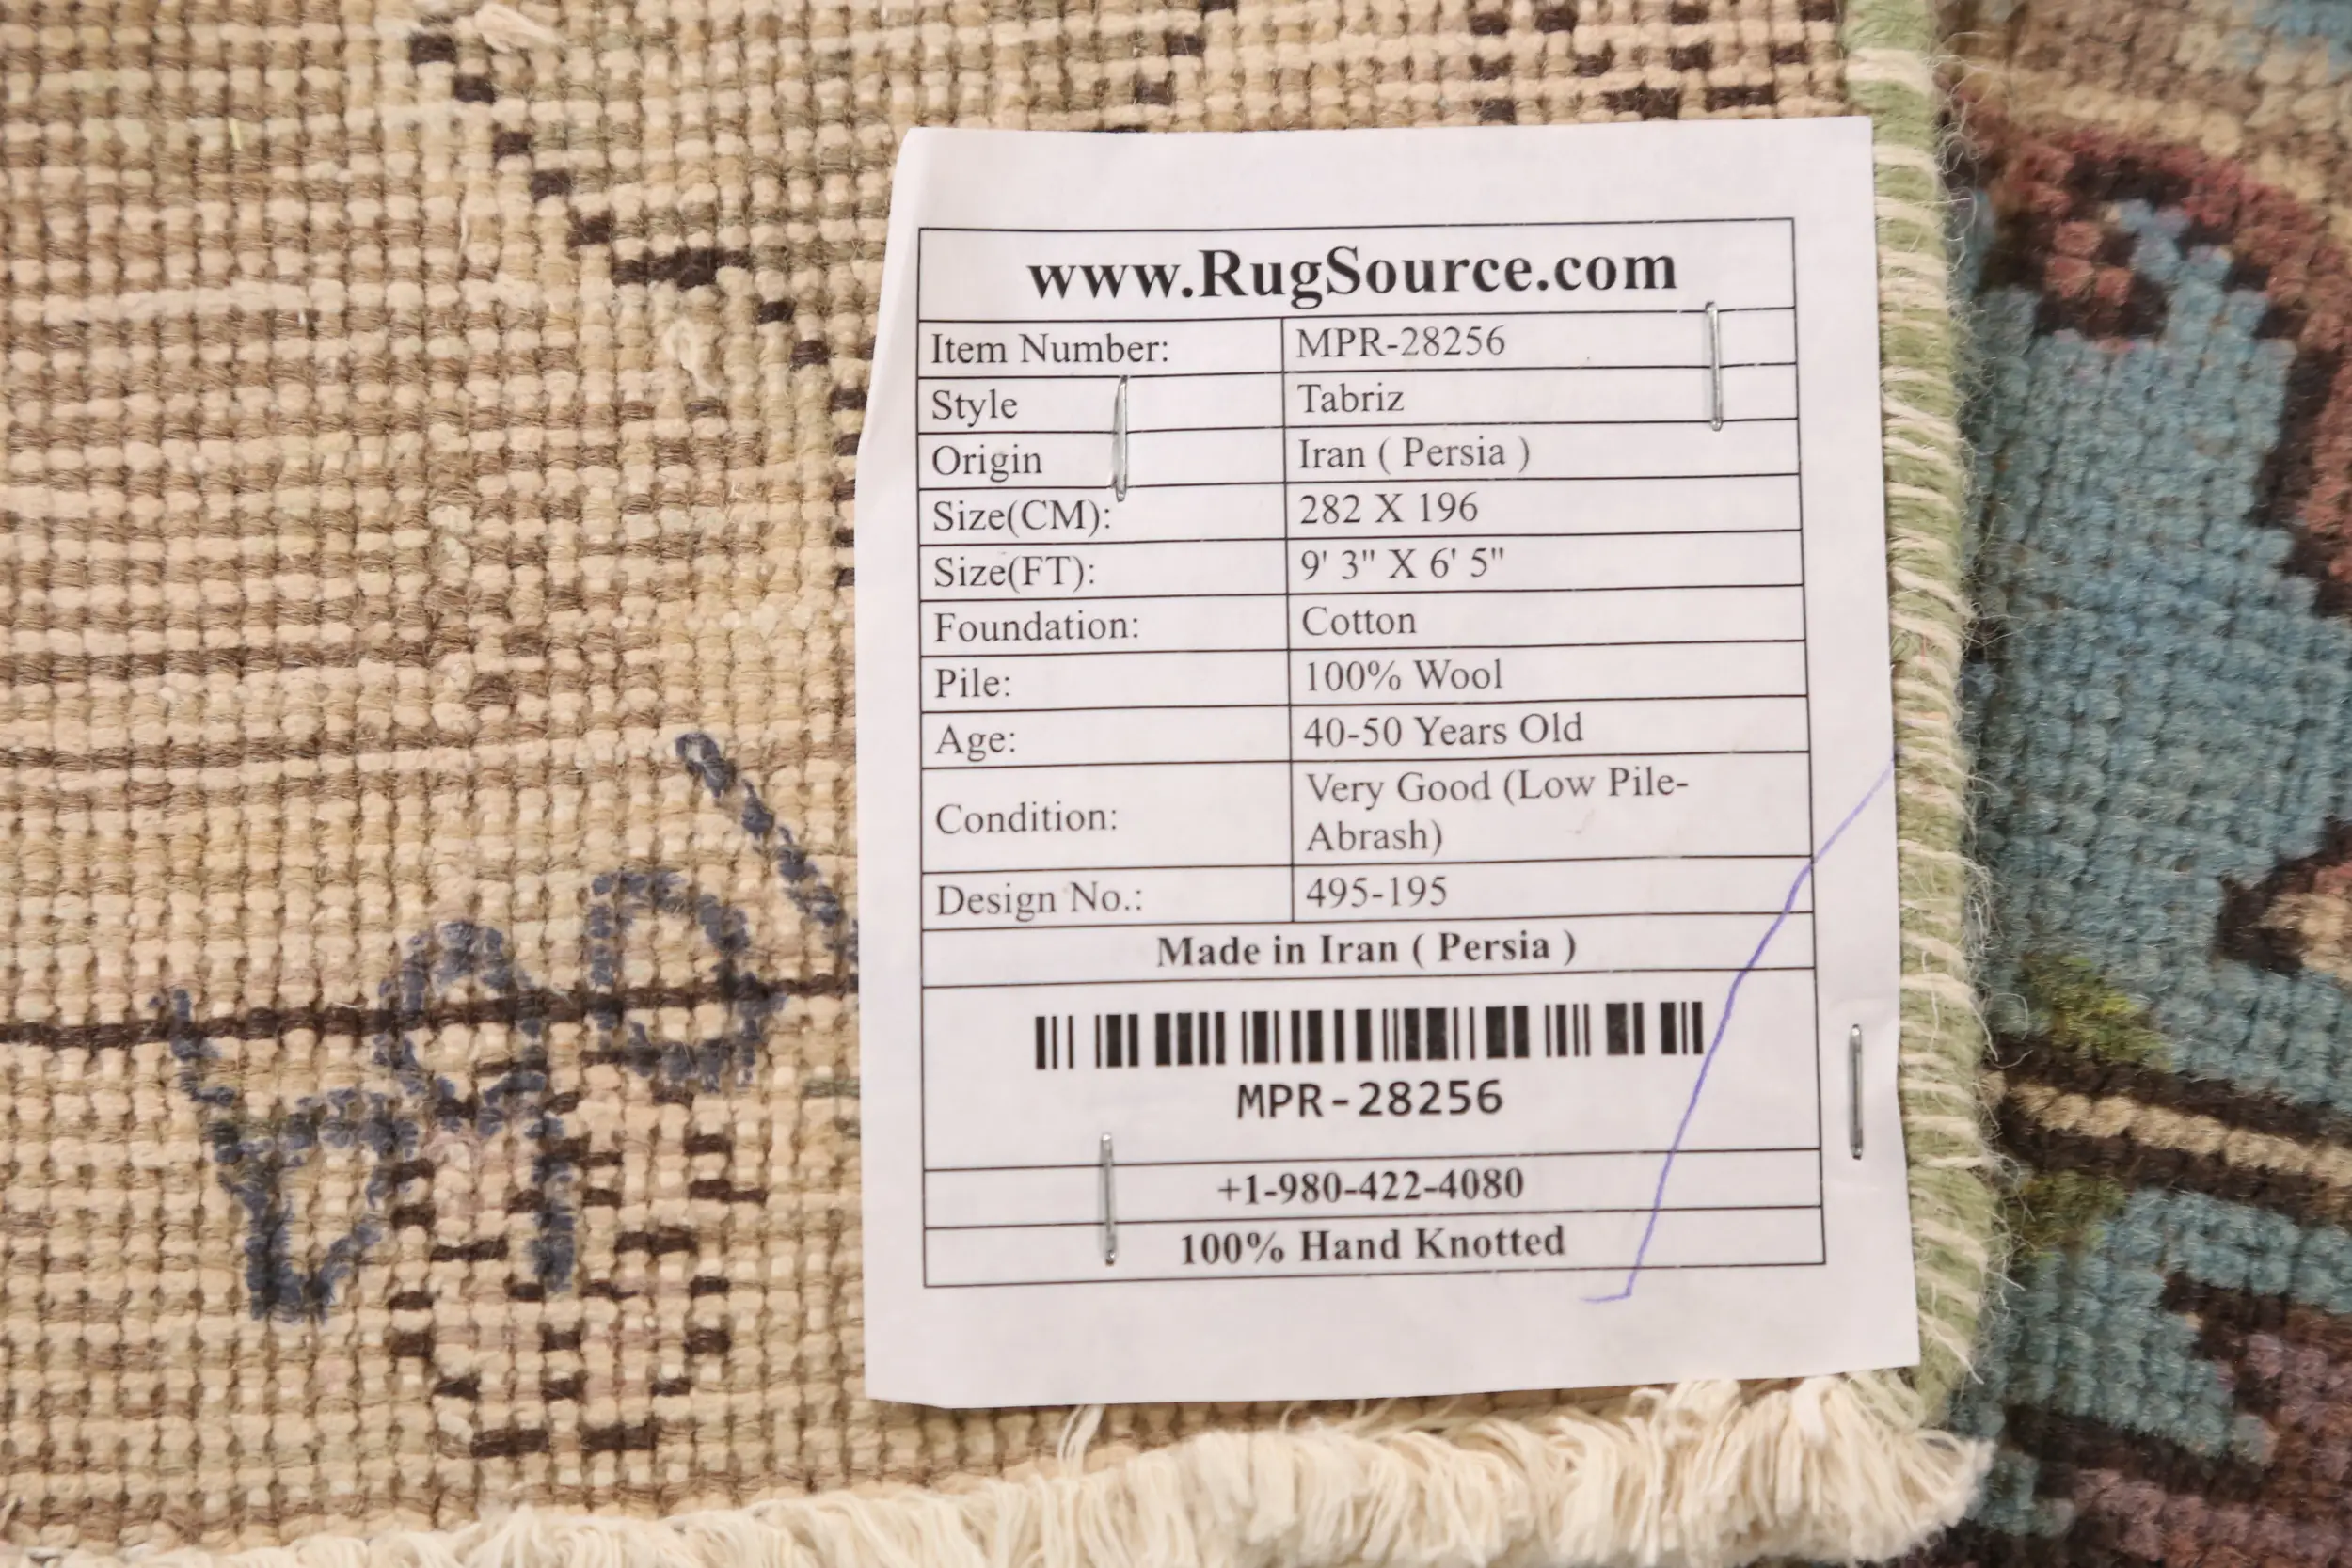 www.RugSource.com
Item Number: MPR-28256
Style Tabriz
Origin Iran ( Persia )
Size(CM): 282 X 196
Size(FT): 9' 3" X 6' 5"
Foundation: Cotton
Pile: 100% Wool
Age: 40-50 Years Old
Condition: Very Good (Low Pile-
Abrash)
Design No.: 495-195
Made in Iran ( Persia )
MPR-28256
+1-980-422-4080
100% Hand Knotted